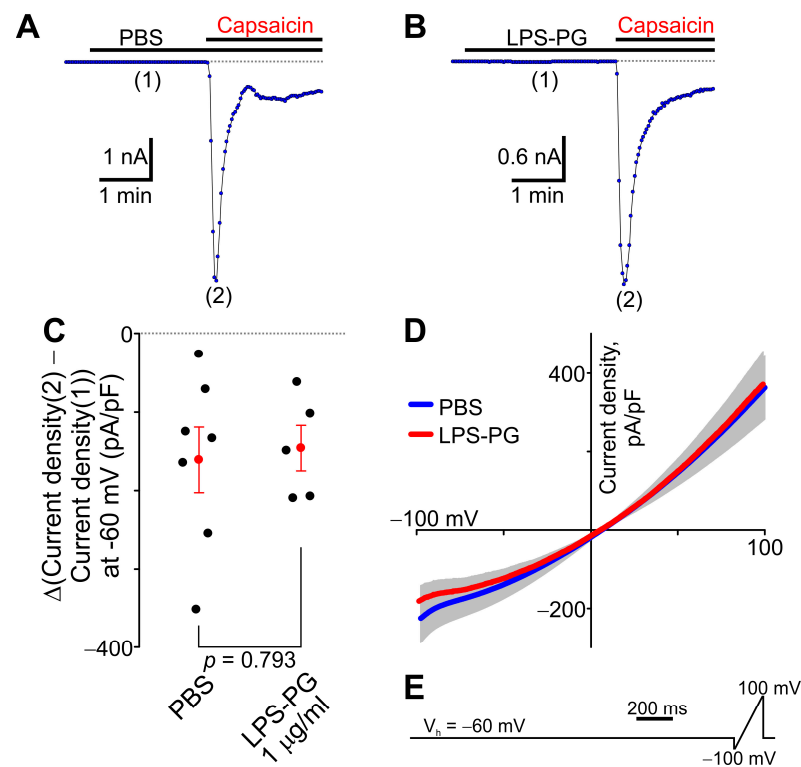 A
Capsaicin
PBS
(1)
1 nA
1 min
(2)
B
Capsaicin
LPS-PG
(1)
0.6 nA
1 min
(2)
C
0
−400
Δ(Current density(2) −
Current density(1))
at -60 mV (pA/pF)
p = 0.793
PBS
LPS-PG
1 µg/ml
D
400
Current density,
pA/pF
PBS
LPS-PG
−100 mV
100
−200
E
100 mV
200 ms
Vh = −60 mV
−100 mV